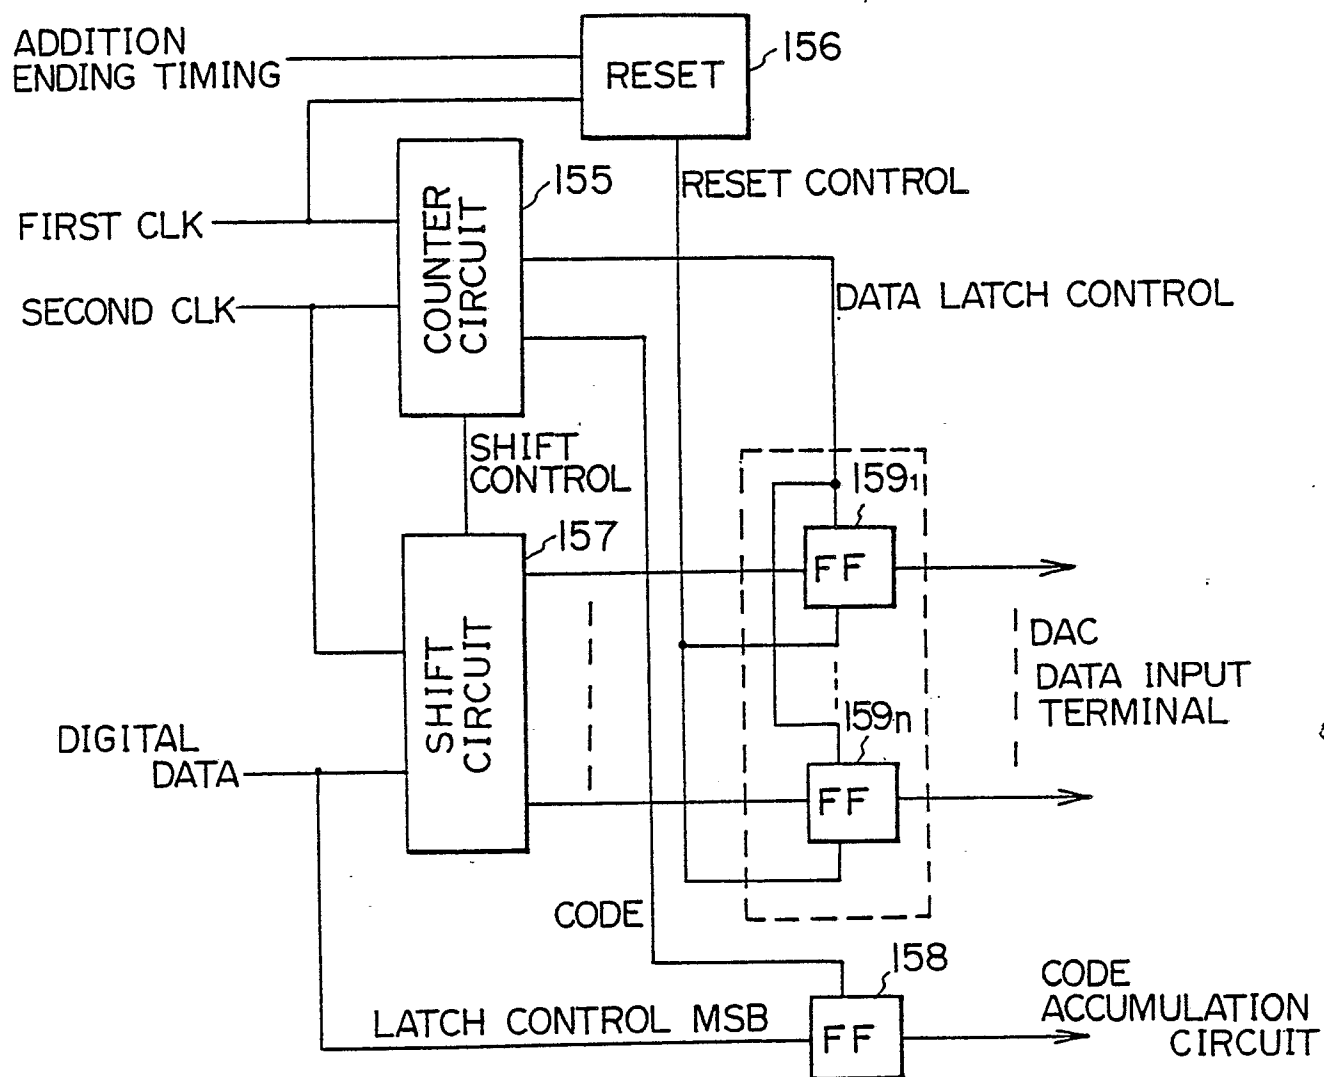 ADDITION
ENDING TIMING
RESET
156
FIRST CLK
SECOND CLK
COUNTER
CIRCUIT
155
RESET CONTROL
DATA LATCH CONTROL
SHIFT
CONTROL
SHIFT
CIRCUIT
157
159₁
FF
DAC
DATA INPUT
TERMINAL
159n
FF
DIGITAL
DATA
CODE
LATCH CONTROL MSB
158
FF
CODE
ACCUMULATION
CIRCUIT